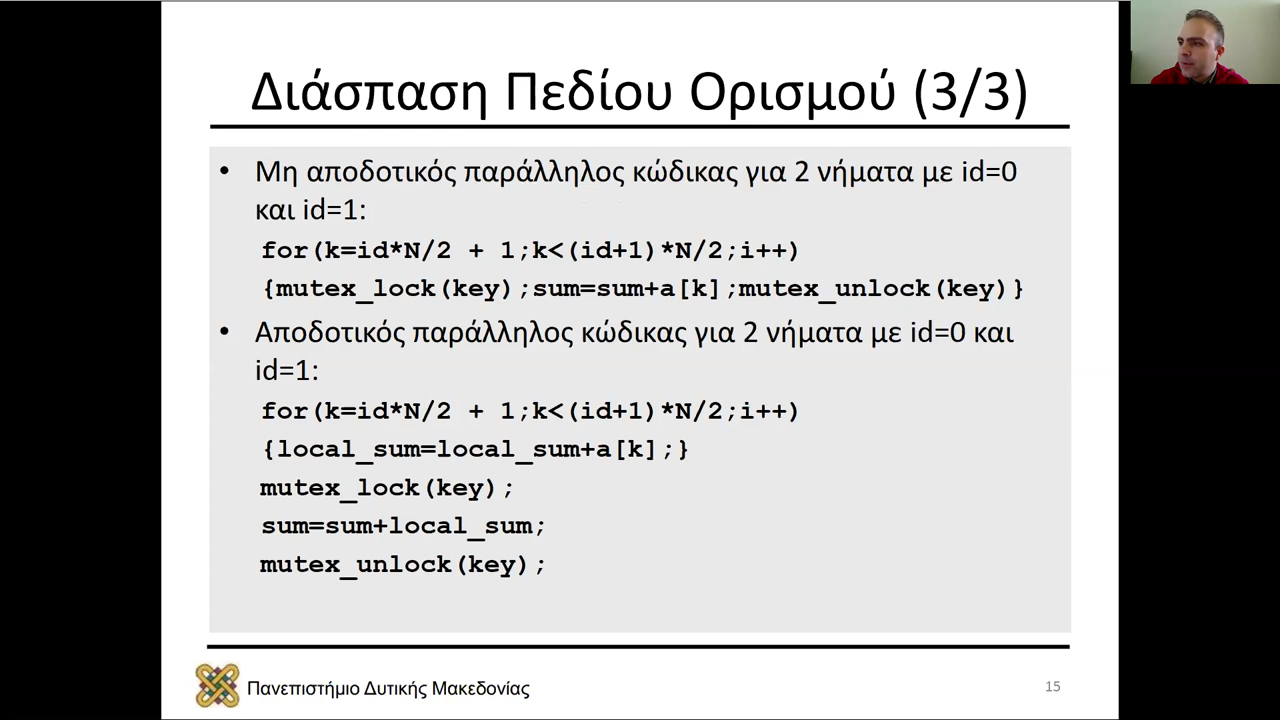 Διάσπαση Πεδίου Ορισμού (3/3)
• Μη αποδοτικός παράλληλος κώδικας για 2 νήματα με id=0
και id=1:
for(k=id*N/2 + 1;k<(id+1)*N/2;i++)
{mutex_lock(key);sum=sum+a[k];mutex_unlock(key)}
• Αποδοτικός παράλληλος κώδικας για 2 νήματα με id=0 και
id=1:
for(k=id*N/2 + 1;k<(id+1)*N/2;i++)
{local_sum=local_sum+a[k];}
mutex_lock(key);
sum=sum+local_sum;
mutex_unlock(key);
Πανεπιστήμιο Δυτικής Μακεδονίας
15